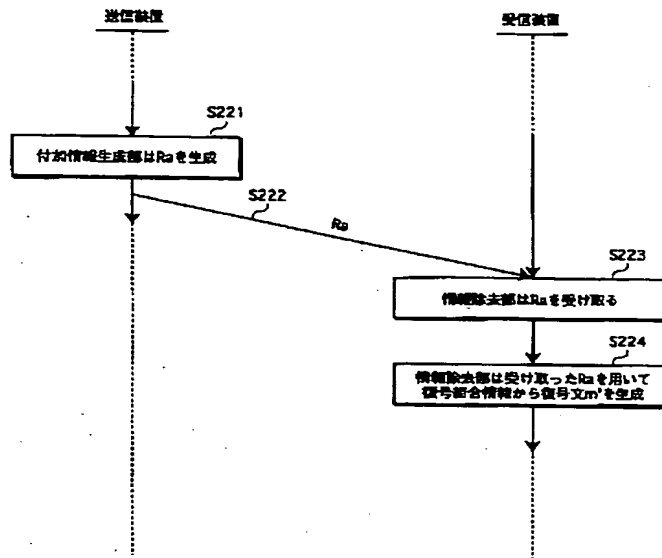 送信装置
受信装置
S221
付加情報生成部はRaを生成
S222
Ra
S223
情報除去部はRaを受け取る
S224
情報除去部は受け取ったRaを用いて
復号結合情報から復号文m'を生成